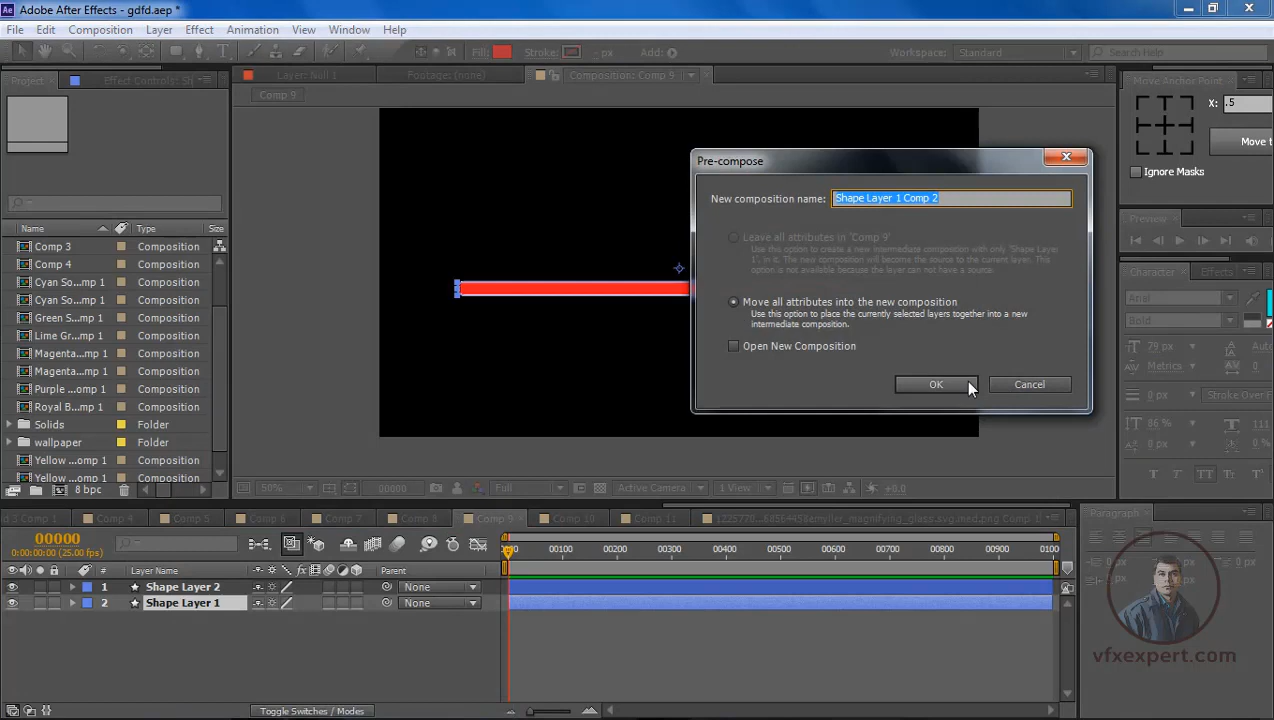 Adobe After Effects - gdfd.aep *
File Edit Composition Layer Effect Animation View Window Help
Fill: Stroke: - px Add: Workspace: Standard Search Help
Project Effect Controls: Sh Layer: Null 1 Footage: (none) Composition: Comp 9 Move Anchor Point
Comp 9
X: .5
Move t
Ignore Masks
Pre-compose
New composition name: Shape Layer 1 Comp 2
Leave all attributes in 'Comp 9'
Use this option to create a new intermediate composition with only 'Shape Layer
1', in it. The new composition will become the source to the current layer. This
option is not available because the layer can not have a source.
Move all attributes into the new composition
Use this option to place the currently selected layers together into a new
intermediate composition.
Open New Composition
OK Cancel
Name Type Size
Comp 3 Composition
Comp 4 Composition
Cyan So...mp 1 Composition
Cyan So...mp 1 Composition
Green S...mp 1 Composition
Lime Gr...mp 1 Composition
Magenta...mp 1 Composition
Magenta...mp 1 Composition
Purple ...omp 1 Composition
Royal B...omp 1 Composition
Solids Folder
wallpaper Folder
Yellow ...omp 1 Composition
Yellow ...omp 1 Composition
8 bpc
Preview
Character Effects
Arial
Bold
79 px Auto
Metrics 0
0 px Stroke Over F
86 % 111
0 px 0 %
T T TT Tt
50% 00000 Full Active Camera 1 View +0.0
d 3 Comp 1 Comp 4 Comp 5 Comp 6 Comp 7 Comp 8 Comp 9 Comp 10 Comp 11
Paragraph
00000
0:00:00:00 (25.00 fps)
00100 00200 00300 00400 00500 00600 00700 00800 00900 0100
# Layer Name Parent
1 Shape Layer 2 None
2 Shape Layer 1 None
0 px
vfxexpert.com
Toggle Switches / Modes